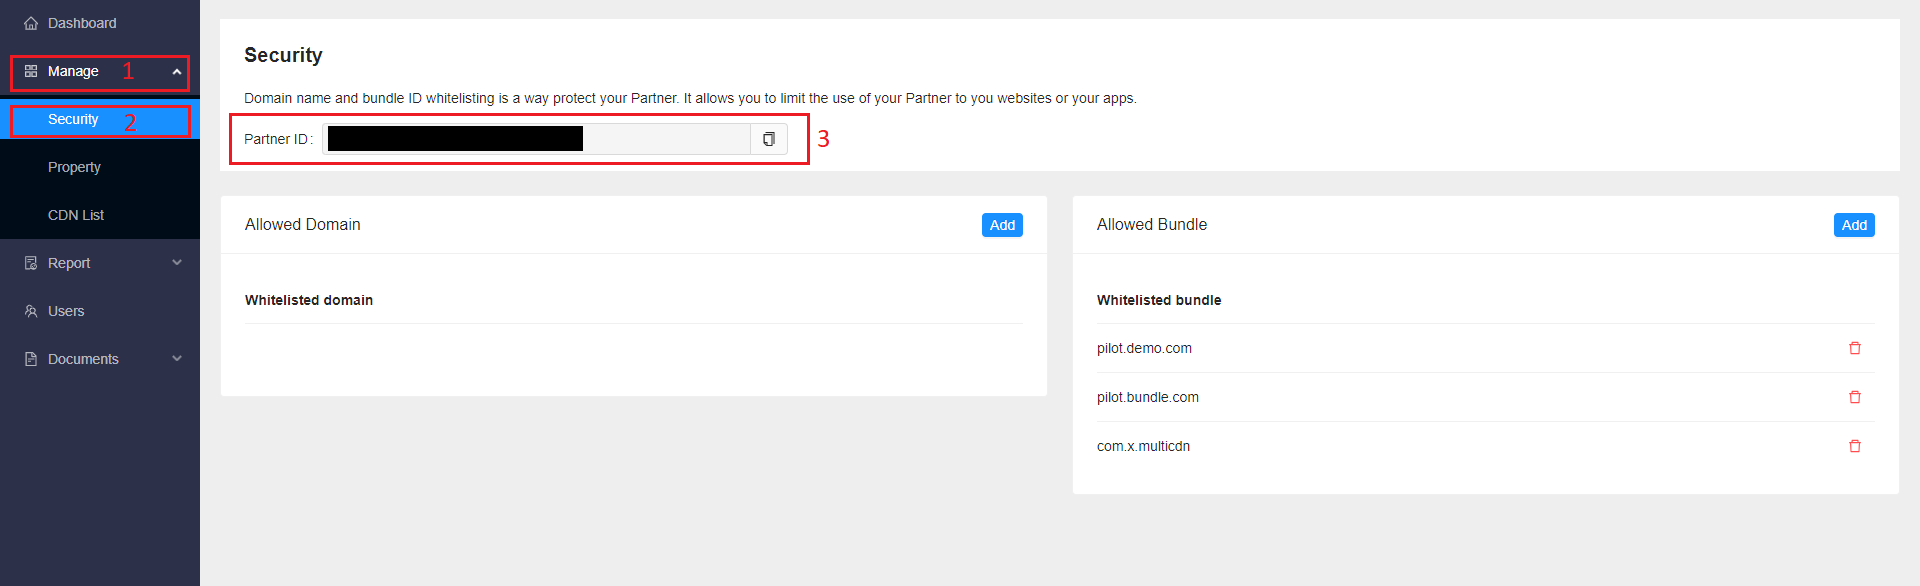 Dashboard
Manage 1
Security 2
Property
CDN List
Report
Users
Documents
Security
Domain name and bundle ID whitelisting is a way protect your Partner. It allows you to limit the use of your Partner to you websites or your apps.
Partner ID : 3
Allowed Domain Add
Whitelisted domain
Allowed Bundle Add
Whitelisted bundle
pilot.demo.com
pilot.bundle.com
com.x.multicdn